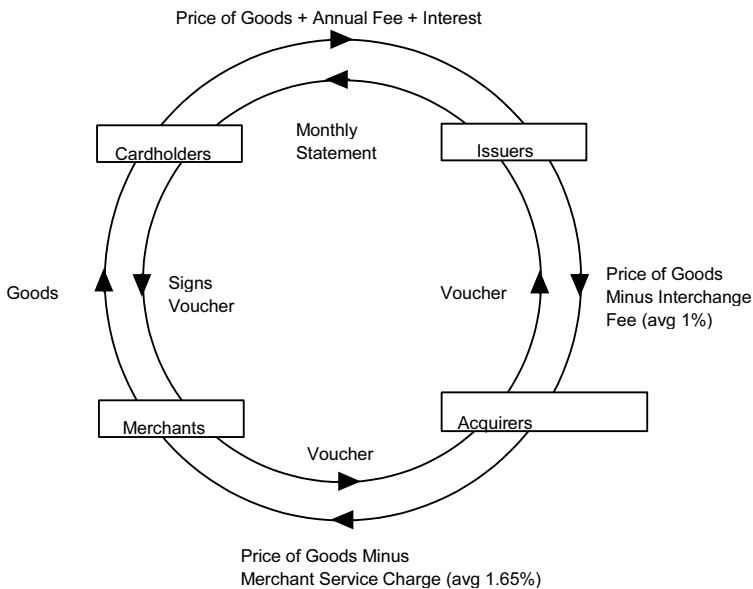 Price of Goods + Annual Fee + Interest
Cardholders
Monthly
Statement
Issuers
Goods
Signs
Voucher
Voucher
Price of Goods
Minus Interchange
Fee (avg 1%)
Merchants
Acquirers
Voucher
Price of Goods Minus
Merchant Service Charge (avg 1.65%)